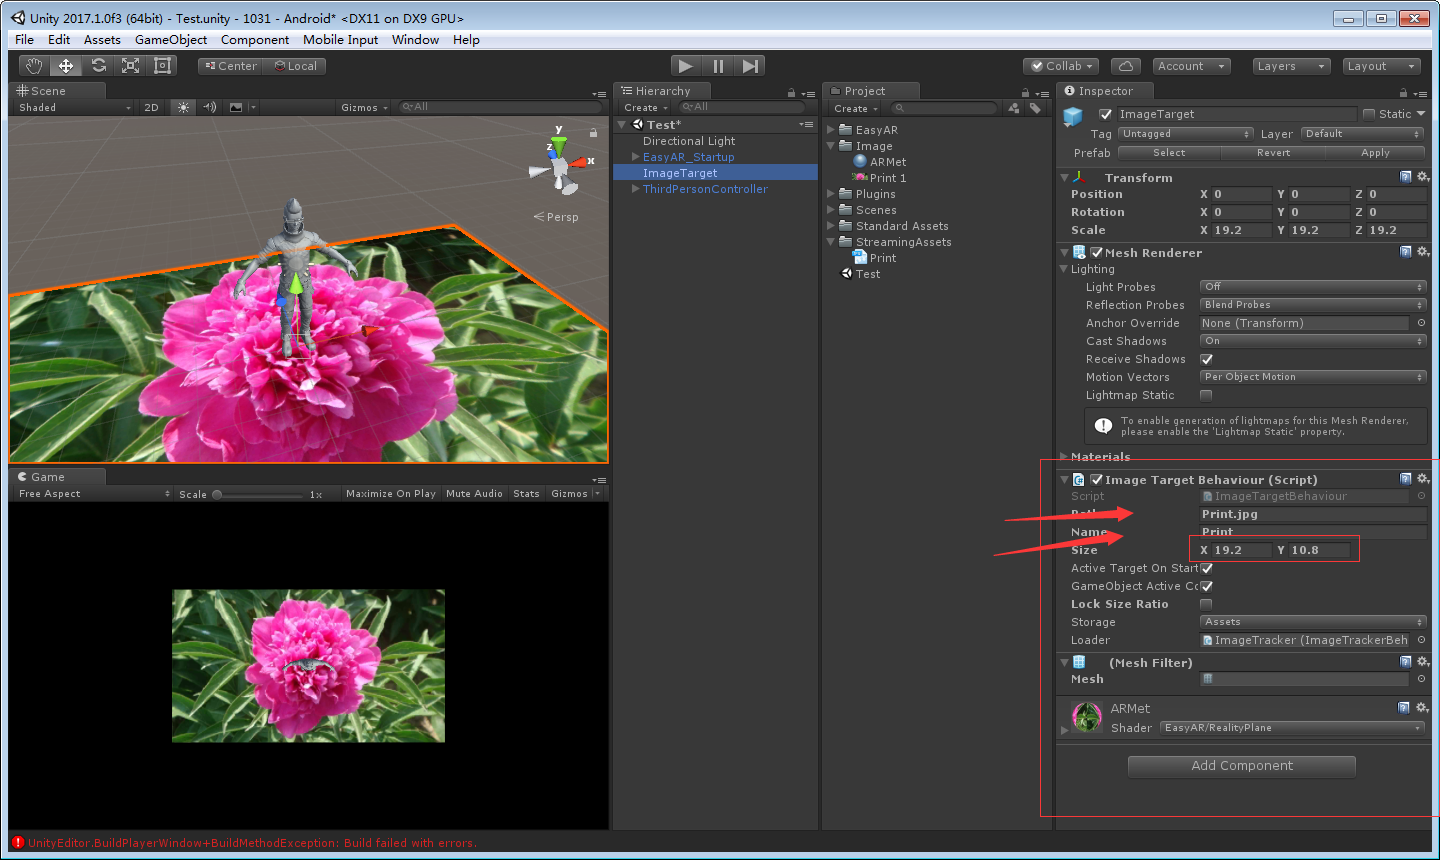 Unity 2017.1.0f3 (64bit) - Test.unity - 1031 - Android* <DX11 on DX9 GPU>
File Edit Assets GameObject Component Mobile Input Window Help
Center Local Collab Account Layers Layout
Scene
Shaded 2D Gizmos All
y
z
x
Persp
Game
Free Aspect Scale 1x Maximize On Play Mute Audio Stats Gizmos
Hierarchy
Create All
Test*
Directional Light
EasyAR_Startup
ImageTarget
ThirdPersonController
Project
Create
EasyAR
Image
ARMet
Print 1
Plugins
Scenes
Standard Assets
StreamingAssets
Print
Test
Inspector
ImageTarget Static
Tag Untagged Layer Default
Prefab Select Revert Apply
Transform
Position X 0 Y 0 Z 0
Rotation X 0 Y 0 Z 0
Scale X 19.2 Y 19.2 Z 19.2
Mesh Renderer
Lighting
Light Probes Off
Reflection Probes Blend Probes
Anchor Override None (Transform)
Cast Shadows On
Receive Shadows
Motion Vectors Per Object Motion
Lightmap Static
To enable generation of lightmaps for this Mesh Renderer,
please enable the 'Lightmap Static' property.
Materials
Image Target Behaviour (Script)
Script ImageTargetBehaviour
Path Print.jpg
Name Print
Size X 19.2 Y 10.8
Active Target On Start
GameObject Active Co
Lock Size Ratio
Storage Assets
Loader ImageTracker (ImageTrackerBeh
(Mesh Filter)
Mesh
ARMet
Shader EasyAR/RealityPlane
Add Component
UnityEditor.BuildPlayerWindow+BuildMethodException: Build failed with errors.